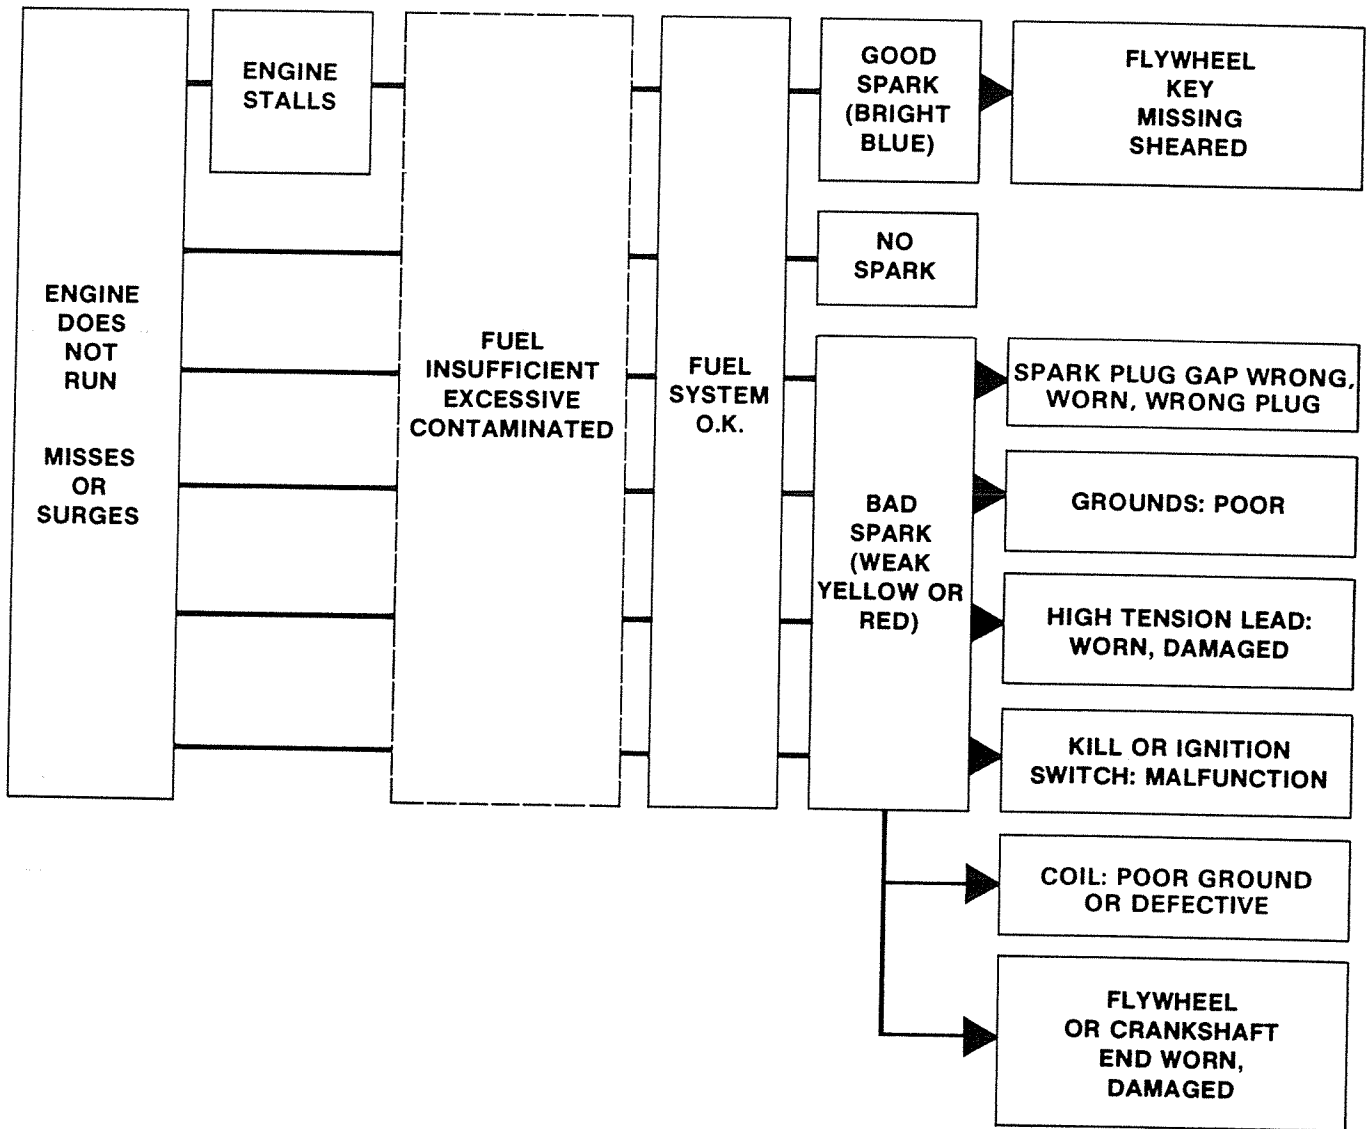 ENGINE
DOES
NOT
RUN
MISSES
OR
SURGES
ENGINE
STALLS
FUEL
INSUFFICIENT
EXCESSIVE
CONTAMINATED
FUEL
SYSTEM
O.K.
GOOD
SPARK
(BRIGHT
BLUE)
FLYWHEEL
KEY
MISSING
SHEARED
NO
SPARK
BAD
SPARK
(WEAK
YELLOW OR
RED)
SPARK PLUG GAP WRONG,
WORN, WRONG PLUG
GROUNDS: POOR
HIGH TENSION LEAD:
WORN, DAMAGED
KILL OR IGNITION
SWITCH: MALFUNCTION
COIL: POOR GROUND
OR DEFECTIVE
FLYWHEEL
OR CRANKSHAFT
END WORN,
DAMAGED